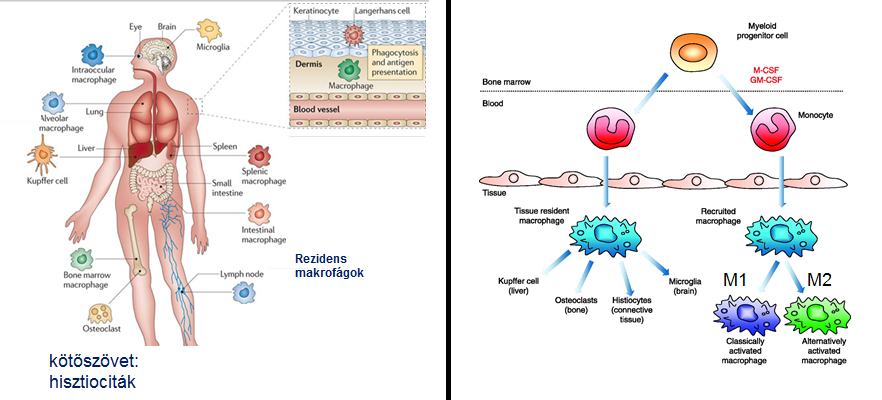 Eye
Brain
Microglia
Intraoccular
macrophage
Alveolar
macrophage
Lung
Liver
Spleen
Kupffer cell
Splenic
macrophage
Small
intestine
Intestinal
macrophage
Bone marrow
macrophage
Lymph node
Osteoclast
Keratinocyte
Langerhans cell
Phagocytosis
and antigen
presentation
Dermis
Macrophage
Blood vessel
Rezidens
makrofágok
kötőszövet:
hisztiociták
Myeloid
progenitor cell
M-CSF
GM-CSF
Bone marrow
Blood
Monocyte
Tissue
Tissue resident
macrophage
Recruited
macrophage
Kupffer cell
(liver)
Osteoclasts
(bone)
Histiocytes
(connective
tissue)
Microglia
(brain)
M1
M2
Classically
activated
macrophage
Alternatively
activated
macrophage